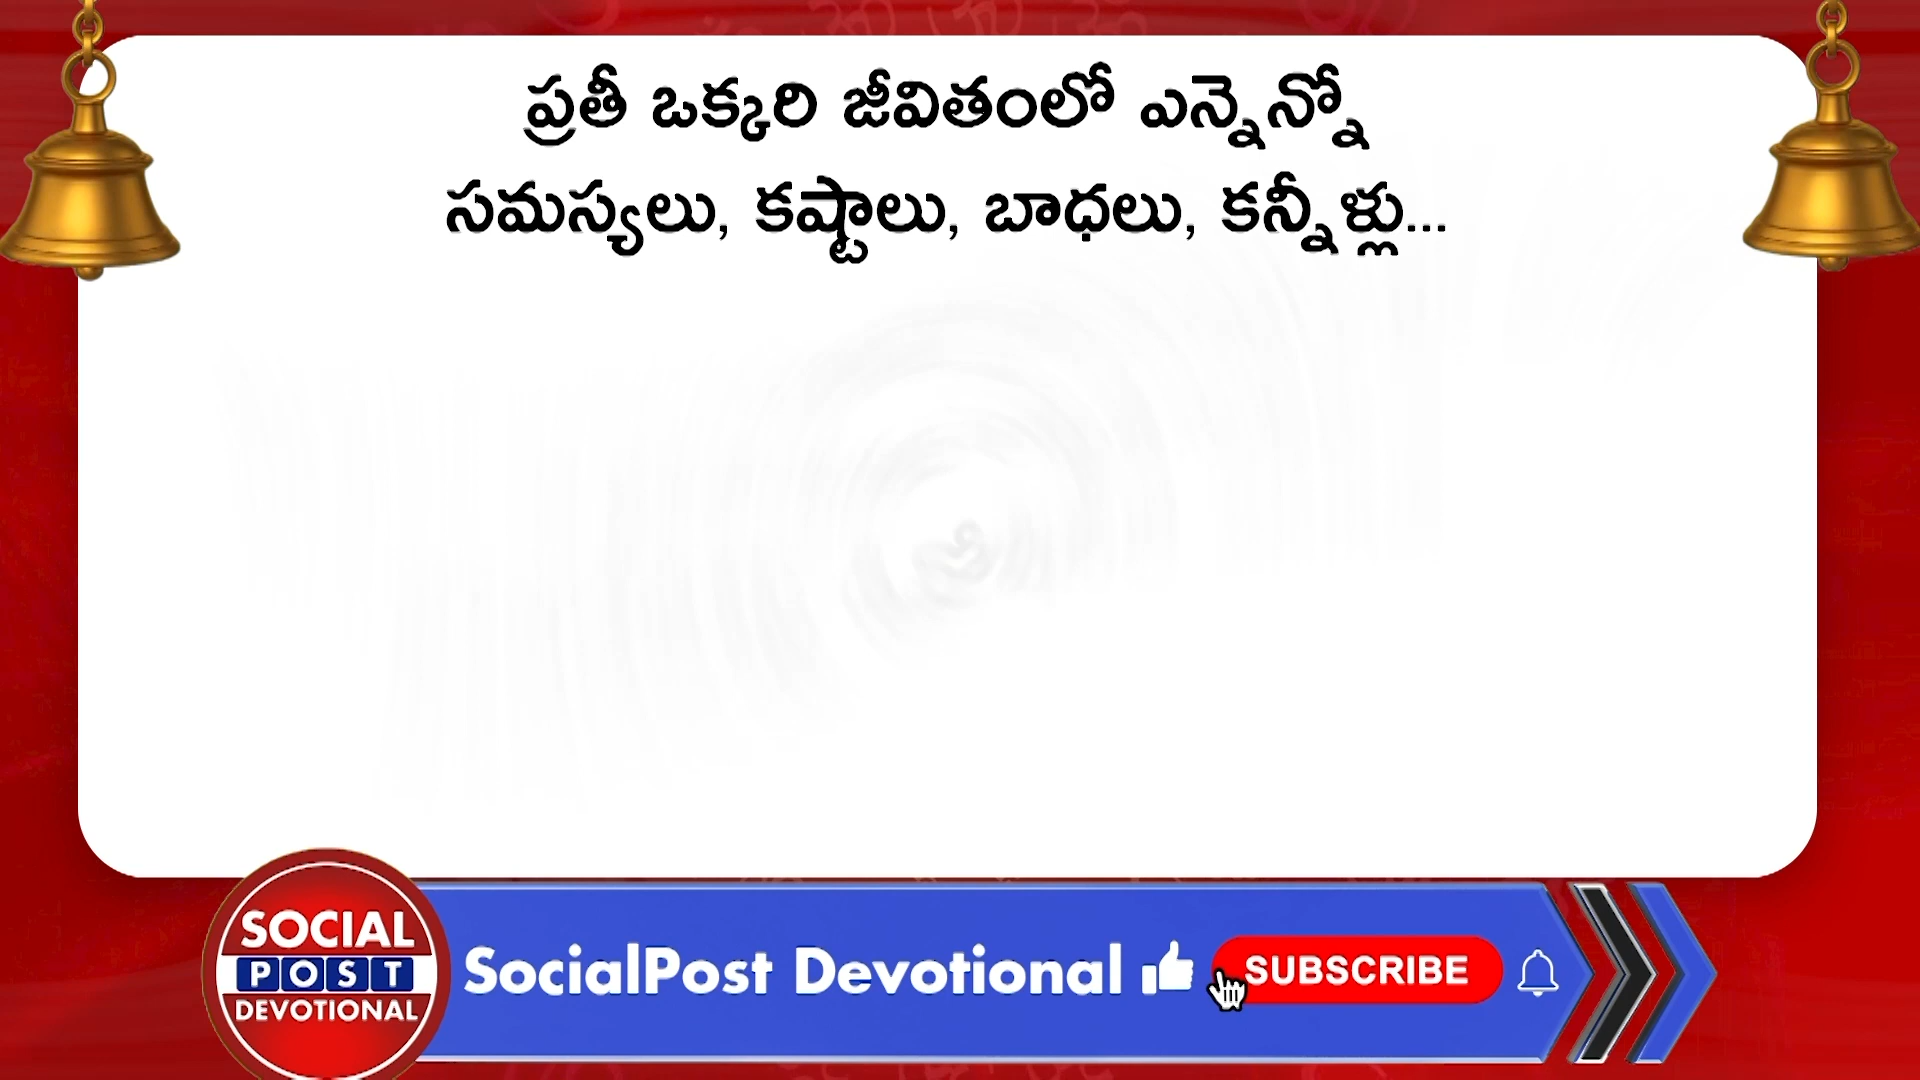 ప్రతీ ఒక్కరి జీవితంలో ఎన్నెన్నో
సమస్యలు, కష్టాలు, బాధలు, కన్నీళ్లు...
SOCIAL
POST
DEVOTIONAL
SocialPost Devotional
SUBSCRIBE